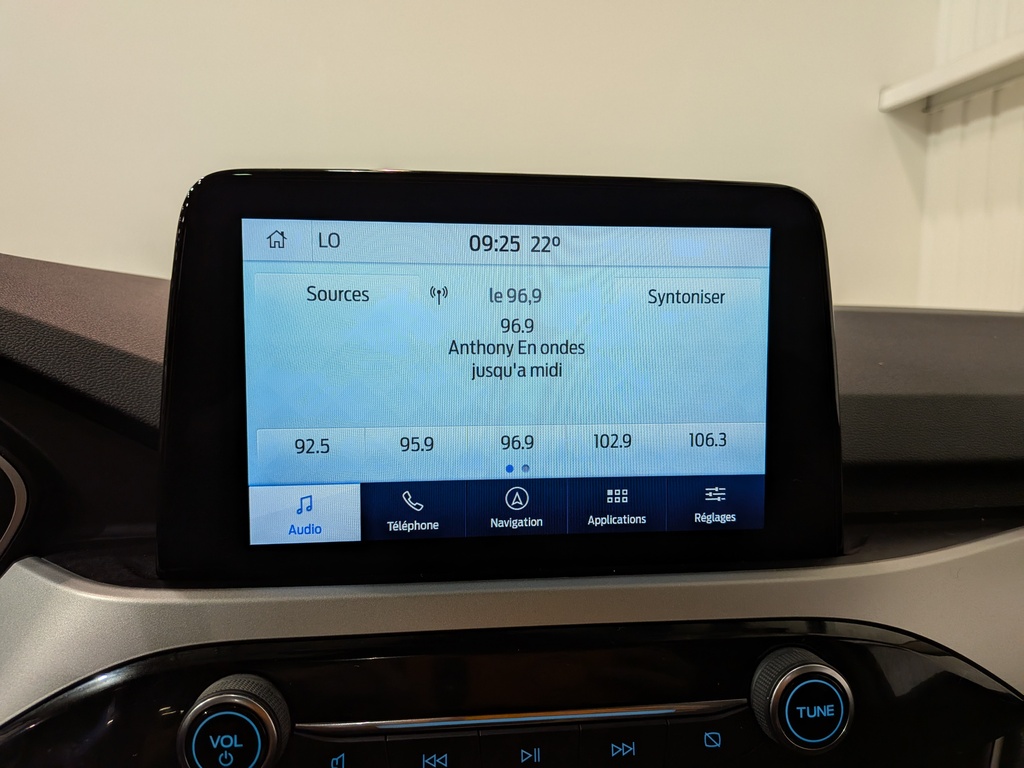 LO
09:25 22º
Sources
le 96,9
Syntoniser
96.9
Anthony En ondes
jusqu'a midi
92.5
95.9
96.9
102.9
106.3
Audio
Téléphone
Navigation
Applications
Réglages
VOL
TUNE